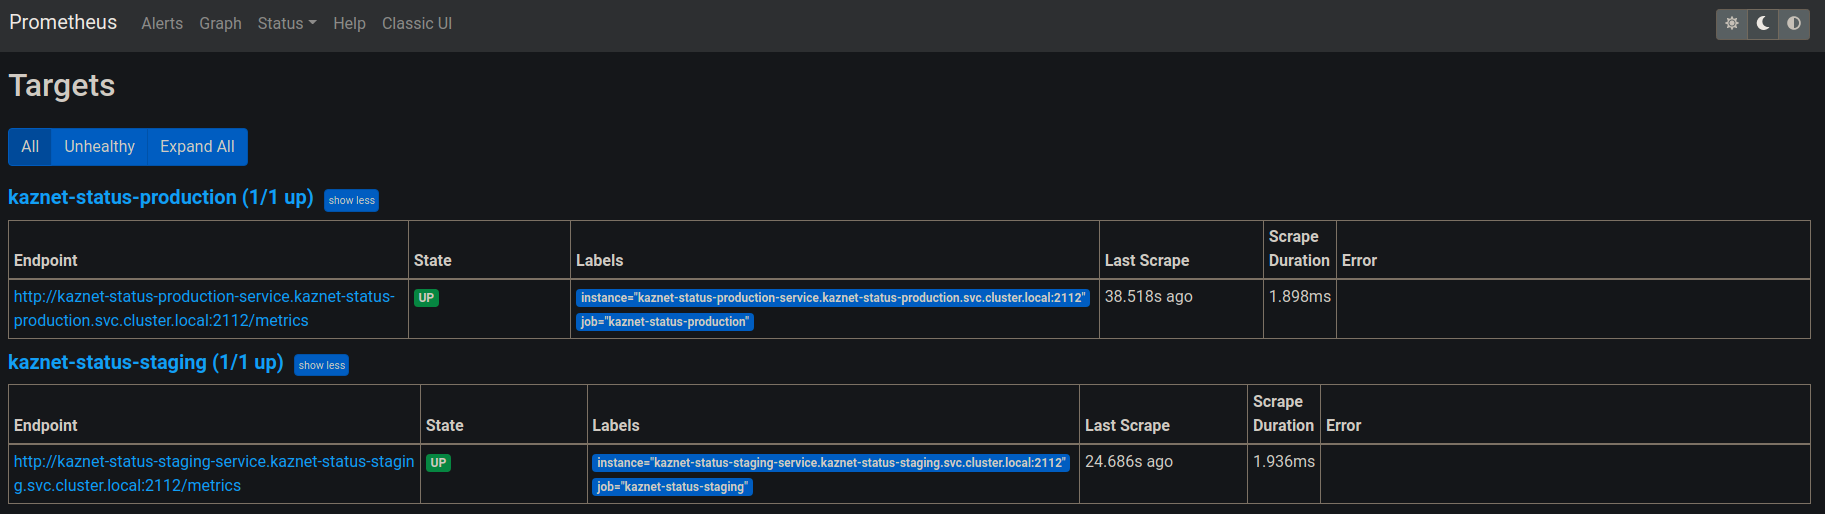 Prometheus Alerts Graph Status Help Classic UI
Targets
All Unhealthy Expand All
kaznet-status-production (1/1 up) show less
Endpoint State Labels Last Scrape Scrape Duration Error
http://kaznet-status-production-service.kaznet-status-
production.svc.cluster.local:2112/metrics
UP
instance="kaznet-status-production-service.kaznet-status-production.svc.cluster.local:2112"
job="kaznet-status-production"
38.518s ago
1.898ms
kaznet-status-staging (1/1 up) show less
Endpoint State Labels Last Scrape Scrape Duration Error
http://kaznet-status-staging-service.kaznet-status-stagin
g.svc.cluster.local:2112/metrics
UP
instance="kaznet-status-staging-service.kaznet-status-staging.svc.cluster.local:2112"
job="kaznet-status-staging"
24.686s ago
1.936ms